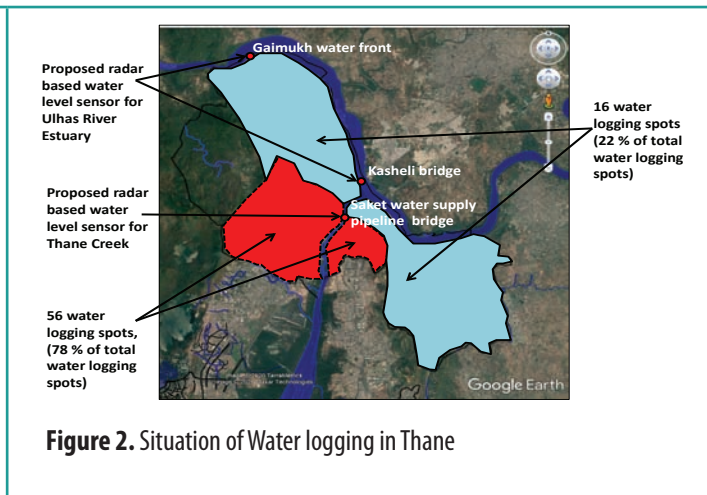 Gaimukh water front
Proposed radar
based water
level sensor for
Ulhas River
Estuary
16 water
logging spots
(22 % of total
water logging
spots)
Kasheli bridge
Proposed radar
based water
level sensor for
Thane Creek
Saket water supply
pipeline bridge
56 water
logging spots,
(78 % of total
water logging
spots)
Google Earth
Figure 2. Situation of Water logging in Thane